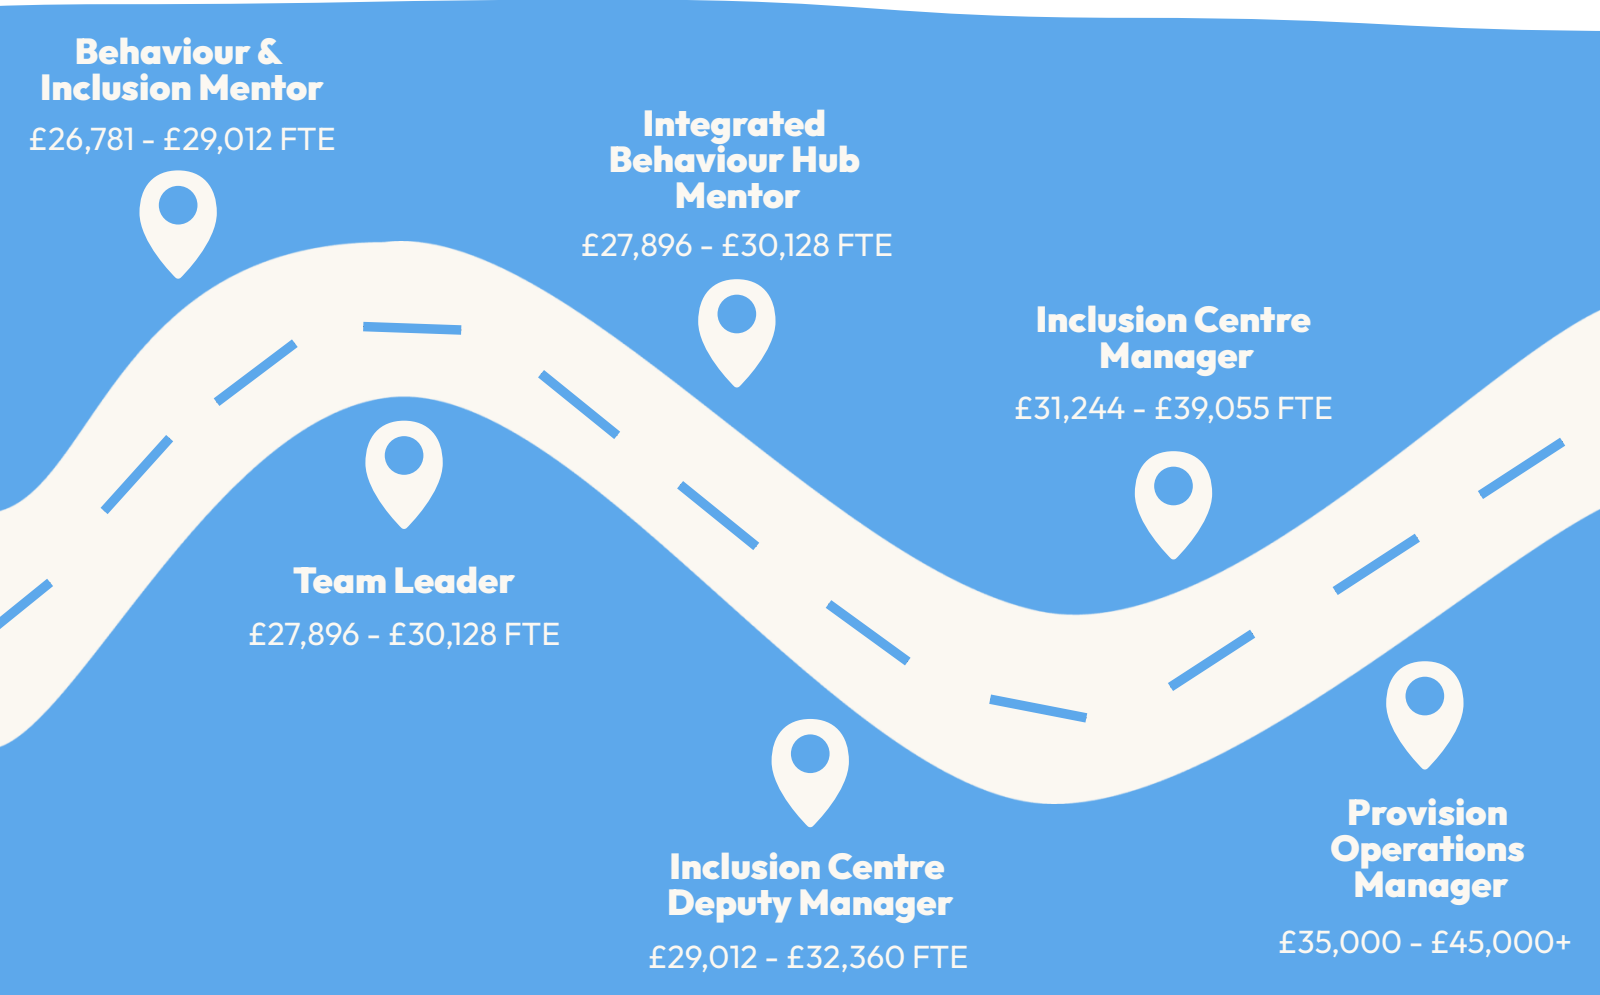 Behaviour &
Inclusion Mentor
£26,781 - £29,012 FTE
Integrated
Behaviour Hub
Mentor
£27,896 - £30,128 FTE
Inclusion Centre
Manager
£31,244 - £39,055 FTE
Team Leader
£27,896 - £30,128 FTE
Inclusion Centre
Deputy Manager
£29,012 - £32,360 FTE
Provision
Operations
Manager
£35,000 - £45,000+